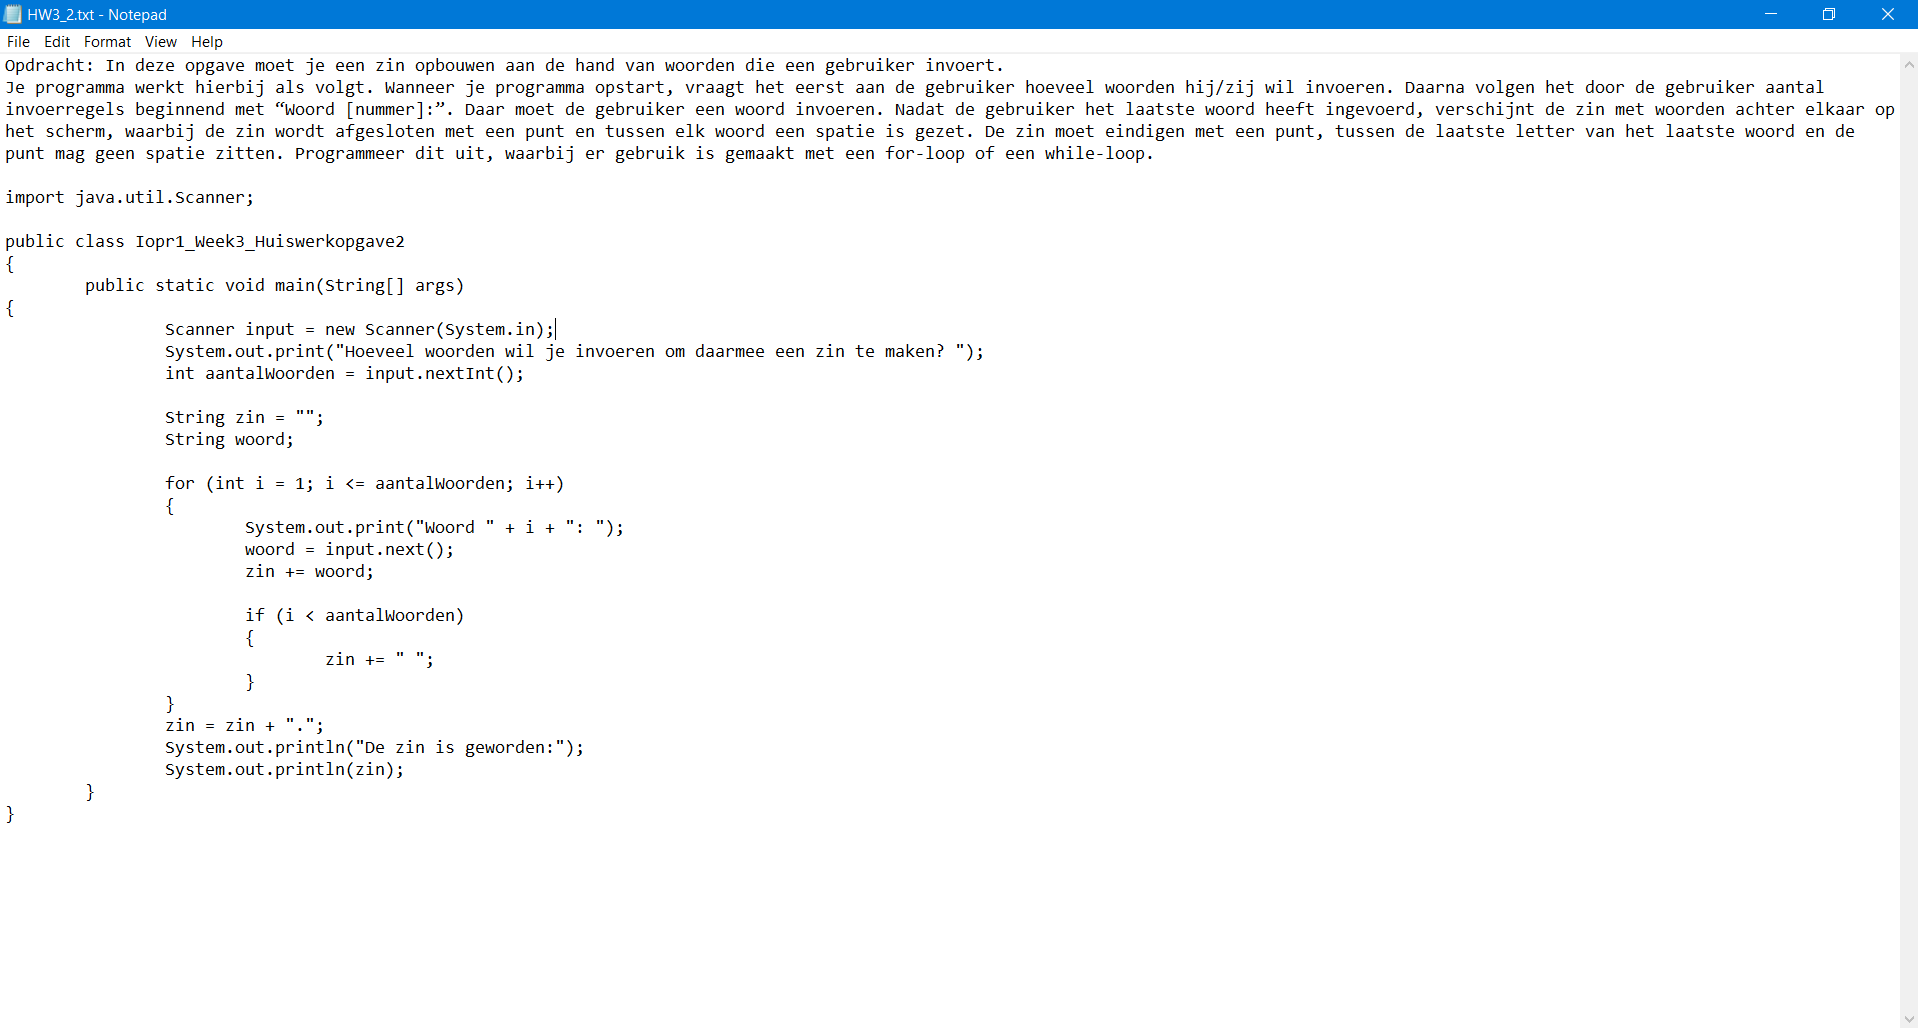 HW3_2.txt - Notepad
File Edit Format View Help
Opdracht: In deze opgave moet je een zin opbouwen aan de hand van woorden die een gebruiker invoert.
Je programma werkt hierbij als volgt. Wanneer je programma opstart, vraagt het eerst aan de gebruiker hoeveel woorden hij/zij wil invoeren. Daarna volgen het door de gebruiker aantal
invoerregels beginnend met “Woord [nummer]:”. Daar moet de gebruiker een woord invoeren. Nadat de gebruiker het laatste woord heeft ingevoerd, verschijnt de zin met woorden achter elkaar op
het scherm, waarbij de zin wordt afgesloten met een punt en tussen elk woord een spatie is gezet. De zin moet eindigen met een punt, tussen de laatste letter van het laatste woord en de
punt mag geen spatie zitten. Programmeer dit uit, waarbij er gebruik is gemaakt met een for-loop of een while-loop.

import java.util.Scanner;

public class Iopr1_Week3_Huiswerkopgave2
{
        public static void main(String[] args)
{
                Scanner input = new Scanner(System.in);
                System.out.print("Hoeveel woorden wil je invoeren om daarmee een zin te maken? ");
                int aantalWoorden = input.nextInt();

                String zin = "";
                String woord;

                for (int i = 1; i <= aantalWoorden; i++)
                {
                        System.out.print("Woord " + i + ": ");
                        woord = input.next();
                        zin += woord;

                        if (i < aantalWoorden)
                        {
                                zin += " ";
                        }
                }
                zin = zin + ".";
                System.out.println("De zin is geworden:");
                System.out.println(zin);
        }
}